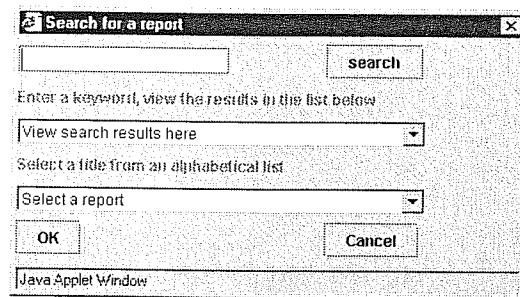 Search for a report
search
Enter a keyword, view the results in the list below
View search results here
Select a title from an alphabetical list
Select a report
OK Cancel
Java Applet Window